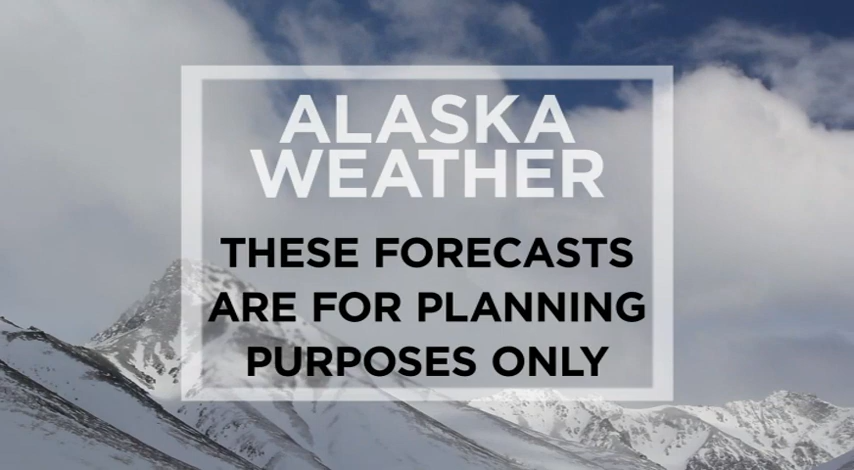 ALASKA
WEATHER
THESE FORECASTS
ARE FOR PLANNING
PURPOSES ONLY